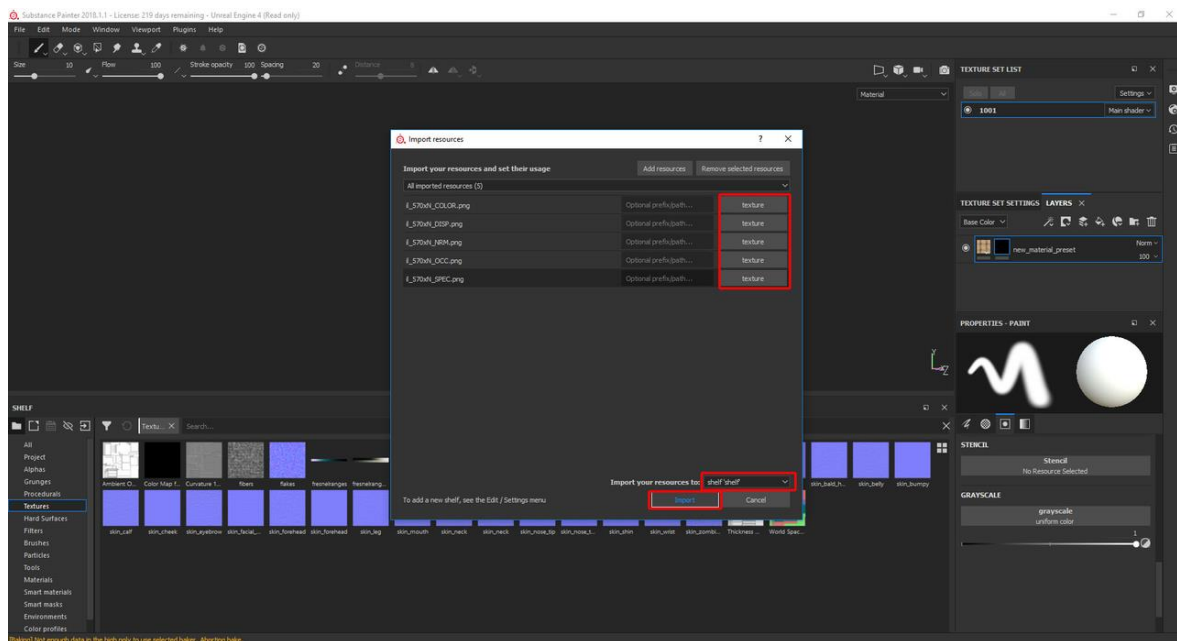 Substance Painter 2018.1.1 - License: 219 days remaining - Unreal Engine 4 (Read only)
File Edit Mode Window Viewport Plugins Help
Size 10 Flow 100 Stroke opacity 100 Spacing 20 Distance 8
Material
TEXTURE SET LIST
Solo All Settings
1001 Main shader
Import resources ? ×
Import your resources and set their usage Add resources Remove selected resources
All imported resources (5)
il_570xN_COLOR.png Optional prefix/path... texture
il_570xN_DISP.png Optional prefix/path... texture
il_570xN_NRM.png Optional prefix/path... texture
il_570xN_OCC.png Optional prefix/path... texture
il_570xN_SPEC.png Optional prefix/path... texture
Import your resources to: shelf 'shelf'
To add a new shelf, see the Edit / Settings menu Import Cancel
TEXTURE SET SETTINGS LAYERS
Base Color
new_material_preset Norm
100
PROPERTIES - PAINT
STENCIL
Stencil
No Resource Selected
GRAYSCALE
grayscale
uniform color
1
Y
Z
SHELF
Textu... Search...
All
Project
Alphas
Grunges
Procedurals
Textures
Hard Surfaces
Filters
Brushes
Particles
Tools
Materials
Smart materials
Smart masks
Environments
Color profiles
Ambient O... Color Map f... Curvature f... fibers flakes fresnelranges fresnelrang... skin_bald_h... skin_belly skin_bumpy
skin_calf skin_cheek skin_eyebrow skin_facial_... skin_forehead skin_forehead skin_leg skin_mouth skin_neck skin_neck skin_nose_tip skin_nose_t... skin_shin skin_wrist skin_zombi... Thickness ... World Spac...
[Baking] Not enough data in the high poly to use selected baker. Aborting bake.